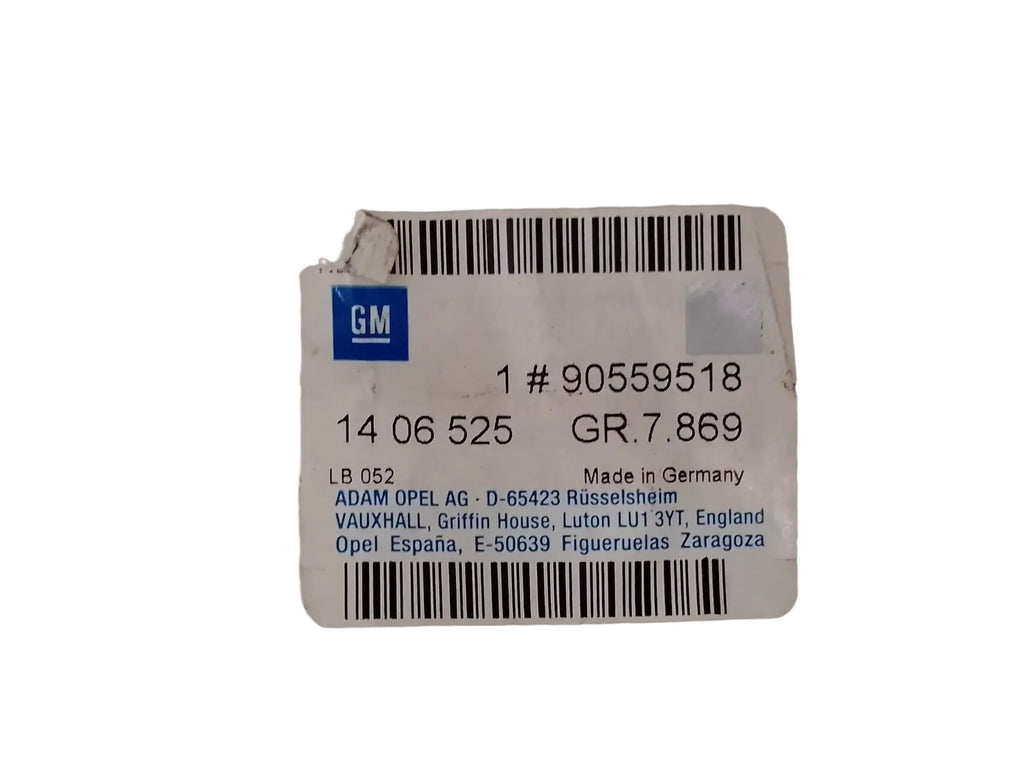 GM
1 # 90559518
14 06 525 GR.7.869
LB 052 Made in Germany
ADAM OPEL AG · D-65423 Rüsselsheim
VAUXHALL, Griffin House, Luton LU1 3YT, England
Opel España, E-50639 Figueruelas Zaragoza